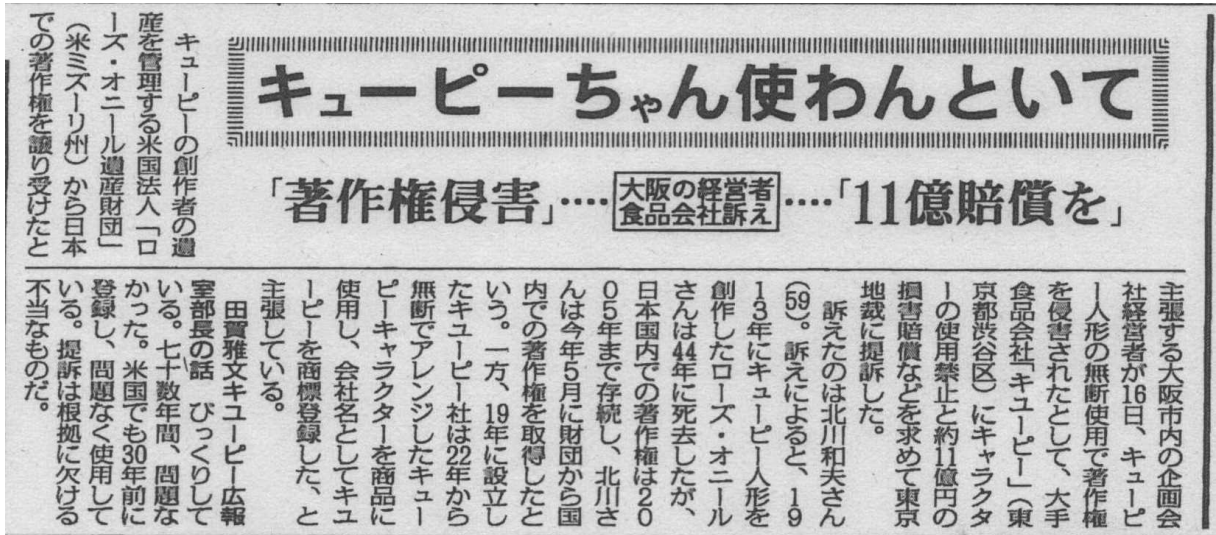 キューピーちゃん使わんといて
「著作権侵害」‥‥大阪の経営者食品会社訴え‥‥「11億賠償を」
キューピーの創作者の遺
産を管理する米国法人「ロ
ーズ・オニール遺産財団」
（米ミズーリ州）から日本
での著作権を譲り受けたと
主張する大阪市内の企画会
社経営者が16日、キューピ
ー人形の無断使用で著作権
を侵害されたとして、大手
食品会社「キユーピー」（東
京都渋谷区）にキャラクタ
ーの使用禁止と約11億円の
損害賠償などを求めて東京
地裁に提訴した。
訴えたのは北川和夫さん
（59）。訴えによると、19
13年にキューピー人形を
創作したローズ・オニール
さんは44年に死去したが、
日本国内での著作権は20
05年まで存続し、北川さ
んは今年5月に財団から国
内での著作権を取得したと
いう。一方、19年に設立し
たキユーピー社は22年から
無断でアレンジしたキュー
ピーキャラクターを商品に
使用し、会社名としてキユ
ーピーを商標登録した、と
主張している。
田賀雅文キユーピー広報
室部長の話　びっくりして
いる。七十数年間、問題な
かった。米国でも30年前に
登録し、問題なく使用して
いる。提訴は根拠に欠ける
不当なものだ。